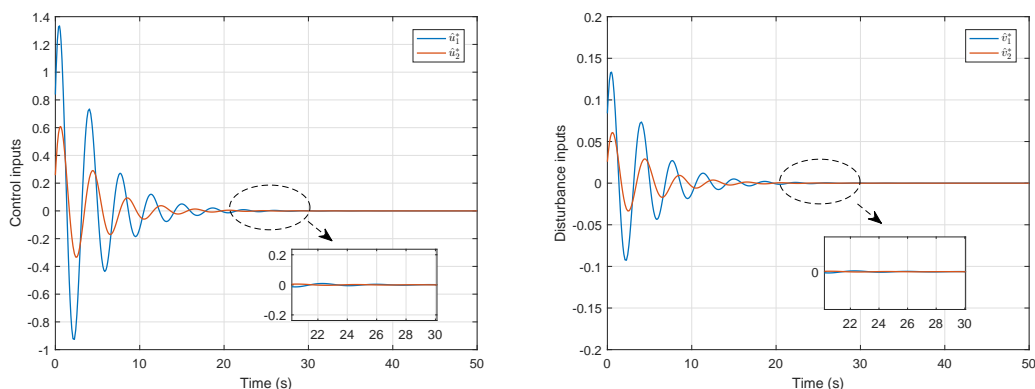 1.4
1.2
1
0.8
0.6
0.4
0.2
0
-0.2
-0.4
-0.6
-0.8
-1
Control inputs
û₁*
û₂*
0.2
0
-0.2
22 24 26 28 30
0 10 20 30 40 50
Time (s)
0.2
0.15
0.1
0.05
0
-0.05
-0.1
-0.15
-0.2
Disturbance inputs
v̂₁*
v̂₂*
0
22 24 26 28 30
0 10 20 30 40 50
Time (s)